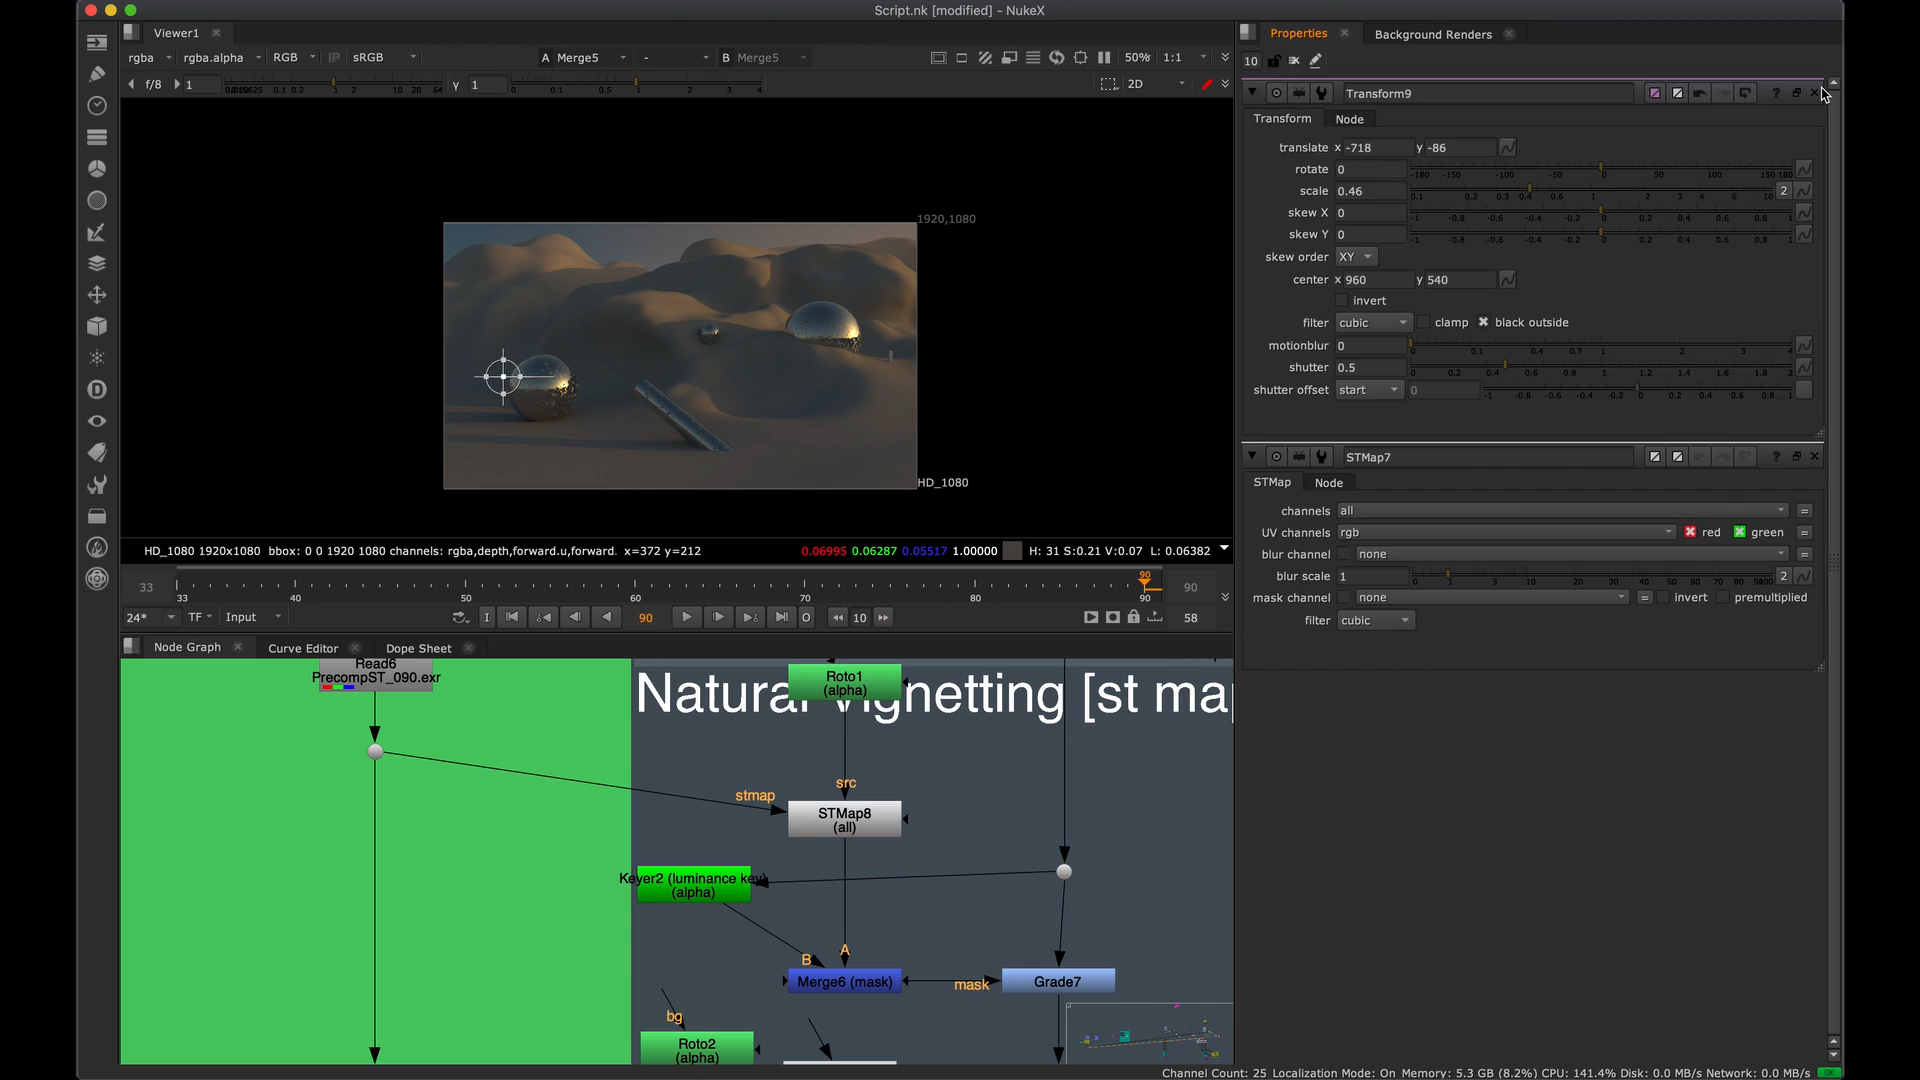 Script.nk [modified] - NukeX
Viewer1
Properties
Background Renders
rgba
rgba.alpha
RGB
IP
sRGB
A Merge5
-
B Merge5
50%
1:1
10
f/8
1
y
1
2D
Transform9
Transform
Node
translate x -718 y -86
rotate 0
scale 0.46
2
skew X 0
skew Y 0
skew order XY
center x 960 y 540
invert
filter cubic clamp black outside
motionblur 0
shutter 0.5
shutter offset start 0
1920,1080
HD_1080
STMap7
STMap
Node
channels all
UV channels rgb red green
blur channel none
blur scale 1
2
mask channel none invert premultiplied
filter cubic
HD_1080 1920x1080 bbox: 0 0 1920 1080 channels: rgba,depth,forward.u,forward. x=372 y=212
0.06995 0.06287 0.05517 1.00000 H: 31 S:0.21 V:0.07 L: 0.06382
33
33 40 50 60 70 80 90
90
90
24*
TF
Input
I
90
O
10
58
Node Graph
Curve Editor
Dope Sheet
Read6
PrecompST_090.exr
Roto1
(alpha)
src
stmap
STMap8
(all)
Keyer2 (luminance key)
(alpha)
A
B
Merge6 (mask)
mask
Grade7
bg
Roto2
(alpha)
Channel Count: 25 Localization Mode: On Memory: 5.3 GB (8.2%) CPU: 141.4% Disk: 0.0 MB/s Network: 0.0 MB/s